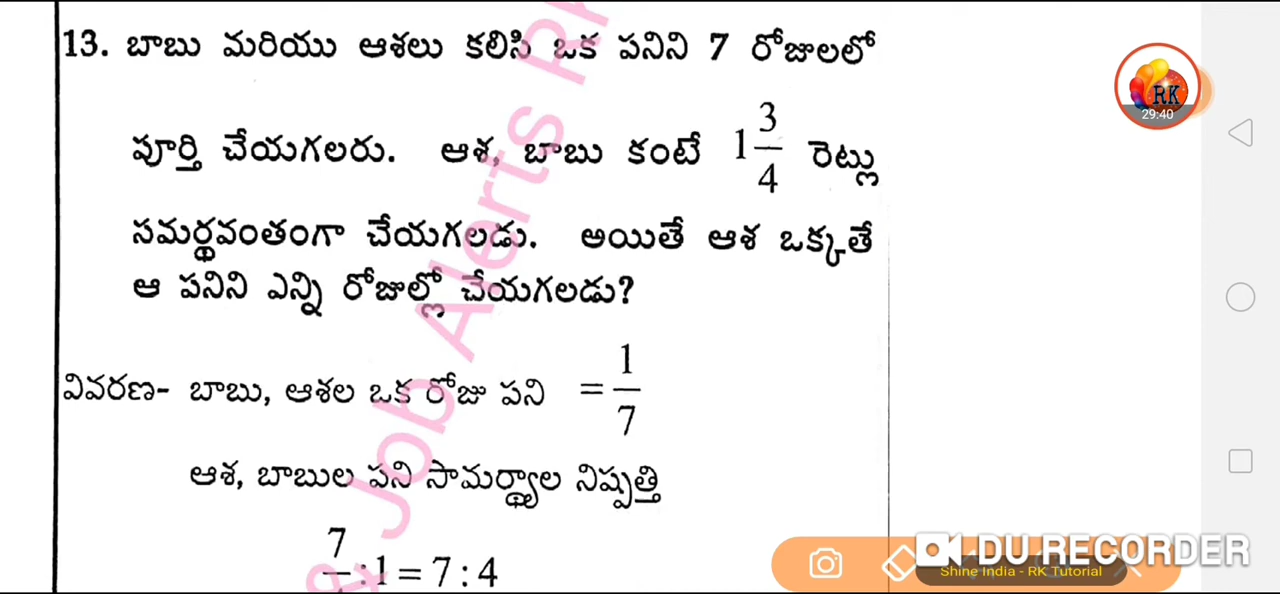 13. బాబు మరియు ఆశలు కలిసి ఒక పనిని 7 రోజులలో
పూర్తి చేయగలరు. ఆశ, బాబు కంటే 1 3/4 రెట్లు
సమర్థవంతంగా చేయగలడు. అయితే ఆశ ఒక్కతే
ఆ పనిని ఎన్ని రోజుల్లో చేయగలడు?
వివరణ- బాబు, ఆశల ఒక రోజు పని = 1/7
ఆశ, బాబుల పని సామర్థ్యాల నిష్పత్తి
7 : 1 = 7 : 4
Job Alerts R
RK
29:40
DU RECORDER
Shine India - RK Tutorial